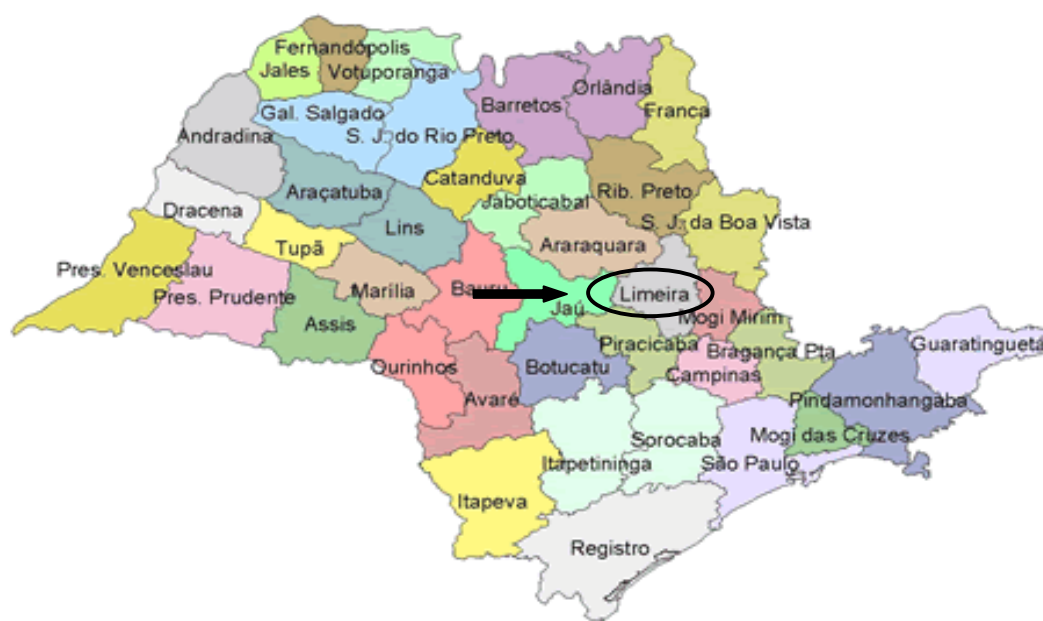 Fernandópolis
Jales
Votuporanga
Orlândia
Barretos
Franca
Gal. Salgado
S. J. do Rio Preto
Andradina
Catanduva
Araçatuba
Rib. Preto
Jaboticabal
Dracena
S. J. da Boa Vista
Lins
Tupã
Araraquara
Pres. Venceslau
Marília
Bauru
Limeira
Pres. Prudente
Jaú
Assis
Mogi Mirim
Piracicaba
Guaratinguetá
Bragança Pta
Ourinhos
Botucatu
Campinas
Avaré
Pindamonhangaba
Sorocaba
Mogi das Cruzes
Itapetininga
São Paulo
Itapeva
Registro